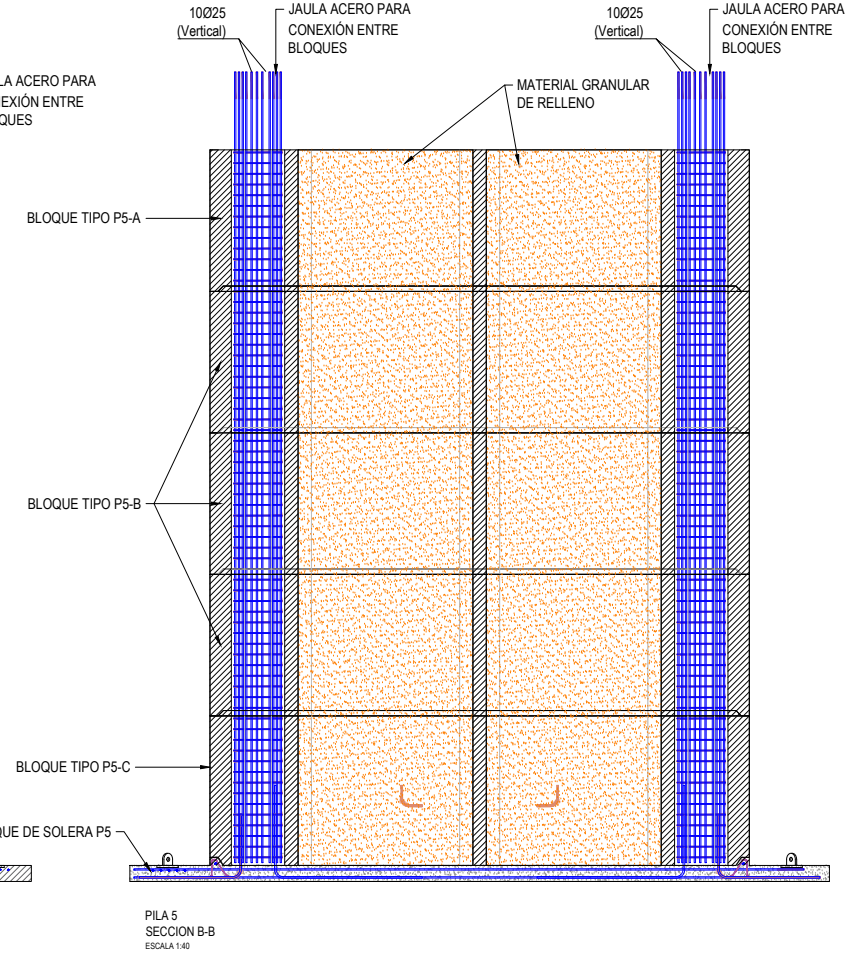 10Ø25
(Vertical)
JAULA ACERO PARA
CONEXIÓN ENTRE
BLOQUES
10Ø25
(Vertical)
JAULA ACERO PARA
CONEXIÓN ENTRE
BLOQUES
LA ACERO PARA
NEXIÓN ENTRE
QUES
MATERIAL GRANULAR
DE RELLENO
BLOQUE TIPO P5-A
BLOQUE TIPO P5-B
BLOQUE TIPO P5-C
QUE DE SOLERA P5
PILA 5
SECCION B-B
ESCALA 1:40